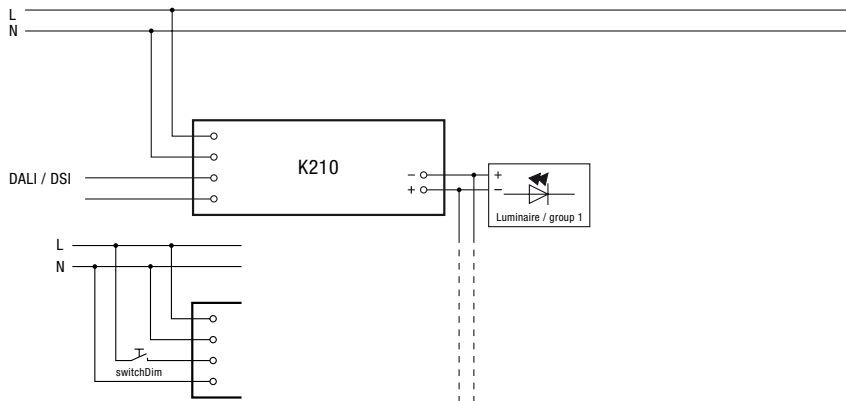 L
N
K210
DALI / DSI
− +
+ −
Luminaire / group 1
L
N
switchDim